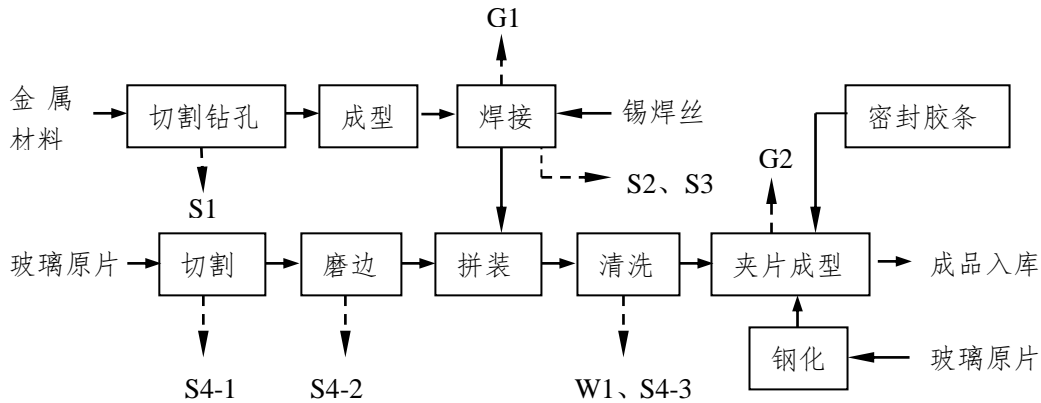 G1
金属
材料
切割钻孔
成型
焊接
锡焊丝
密封胶条
G2
S2、S3
S1
玻璃原片
切割
磨边
拼装
清洗
夹片成型
成品入库
钢化
玻璃原片
S4-1
S4-2
W1、S4-3